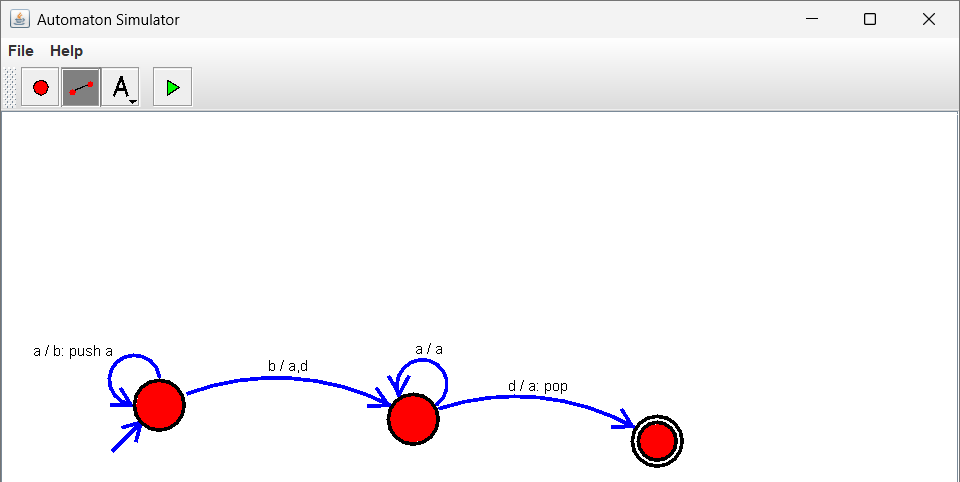 Automaton Simulator
File Help
A
a / b: push a
b / a,d
a / a
d / a: pop